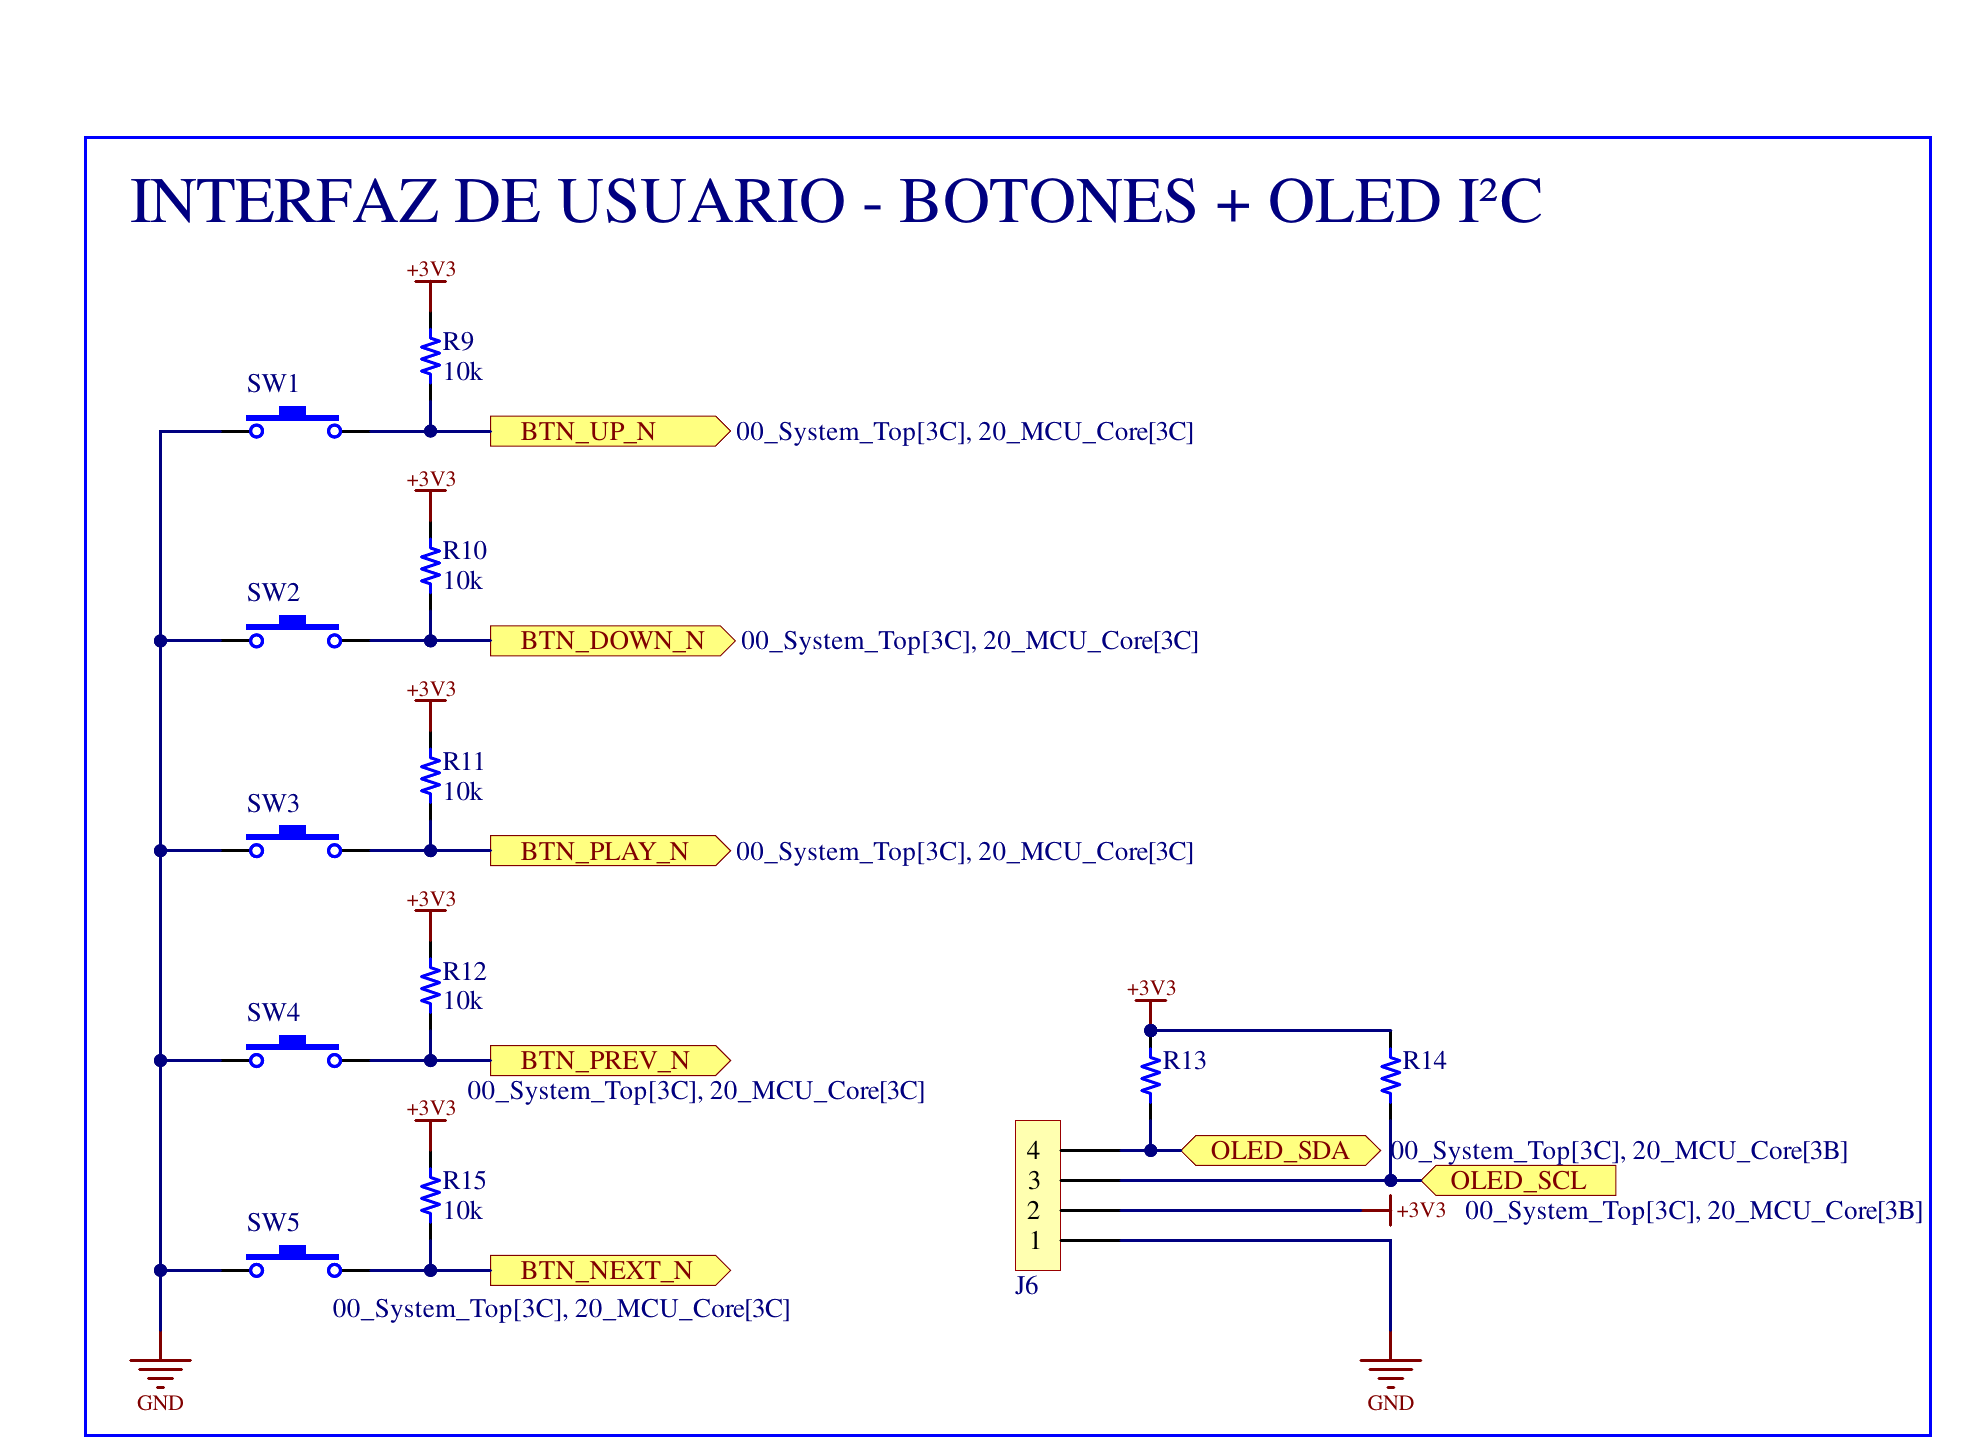 INTERFAZ DE USUARIO - BOTONES + OLED I²C
+3V3
R9
10k
SW1
BTN_UP_N 00_System_Top[3C], 20_MCU_Core[3C]
+3V3
R10
10k
SW2
BTN_DOWN_N 00_System_Top[3C], 20_MCU_Core[3C]
+3V3
R11
10k
SW3
BTN_PLAY_N 00_System_Top[3C], 20_MCU_Core[3C]
+3V3
R12
10k
SW4
BTN_PREV_N
00_System_Top[3C], 20_MCU_Core[3C]
+3V3
R15
10k
SW5
BTN_NEXT_N
00_System_Top[3C], 20_MCU_Core[3C]
GND
+3V3
R13 R14
4 OLED_SDA 00_System_Top[3C], 20_MCU_Core[3B]
3 OLED_SCL
2 +3V3 00_System_Top[3C], 20_MCU_Core[3B]
1
J6
GND